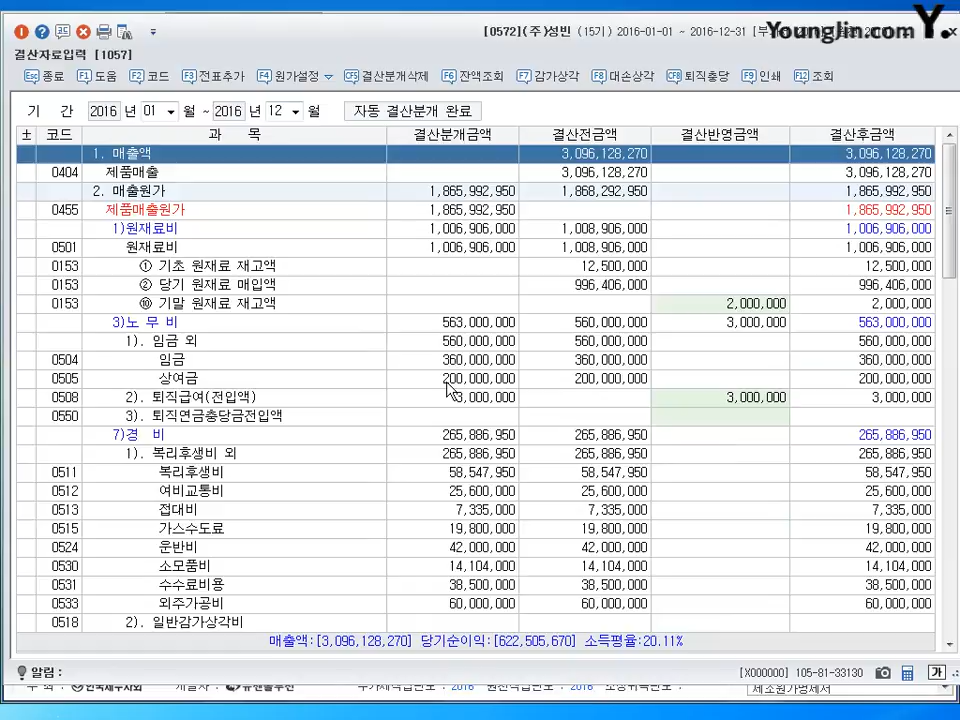 Younglin.com Y.
[0572](주)성빈 (15기) 2016-01-01 ~ 2016-12-31 [부
결산자료입력 [1057]
Esc 종료 F1 도움 F2 코드 F3 전표추가 F4 원가설정 CF5 결산분개삭제 F6 잔액조회 F7 감가상각 F8 대손상각 CF8 퇴직충당 F9 인쇄 F12 조회
기 간 2016 년 01 월 ~ 2016 년 12 월 자동 결산분개 완료
± 코드 과 목 결산분개금액 결산전금액 결산반영금액 결산후금액
1. 매출액 3,096,128,270 3,096,128,270
0404 제품매출 3,096,128,270 3,096,128,270
2. 매출원가 1,865,992,950 1,868,292,950 1,865,992,950
0455 제품매출원가 1,865,992,950 1,865,992,950
1)원재료비 1,006,906,000 1,008,906,000 1,006,906,000
0501 원재료비 1,006,906,000 1,008,906,000 1,006,906,000
0153 ① 기초 원재료 재고액 12,500,000 12,500,000
0153 ② 당기 원재료 매입액 996,406,000 996,406,000
0153 ⑩ 기말 원재료 재고액 2,000,000 2,000,000
3)노 무 비 563,000,000 560,000,000 3,000,000 563,000,000
1). 임금 외 560,000,000 560,000,000 560,000,000
0504 임금 360,000,000 360,000,000 360,000,000
0505 상여금 200,000,000 200,000,000 200,000,000
0508 2). 퇴직급여(전입액) 3,000,000 3,000,000 3,000,000
0550 3). 퇴직연금충당금전입액
7)경 비 265,886,950 265,886,950 265,886,950
1). 복리후생비 외 265,886,950 265,886,950 265,886,950
0511 복리후생비 58,547,950 58,547,950 58,547,950
0512 여비교통비 25,600,000 25,600,000 25,600,000
0513 접대비 7,335,000 7,335,000 7,335,000
0515 가스수도료 19,800,000 19,800,000 19,800,000
0524 운반비 42,000,000 42,000,000 42,000,000
0530 소모품비 14,104,000 14,104,000 14,104,000
0531 수수료비용 38,500,000 38,500,000 38,500,000
0533 외주가공비 60,000,000 60,000,000 60,000,000
0518 2). 일반감가상각비
매출액:[3,096,128,270] 당기순이익:[622,505,670] 소득평율:20.11%
알림 : [X000000] 105-81-33130 가
2016 2016 제조원가명세서